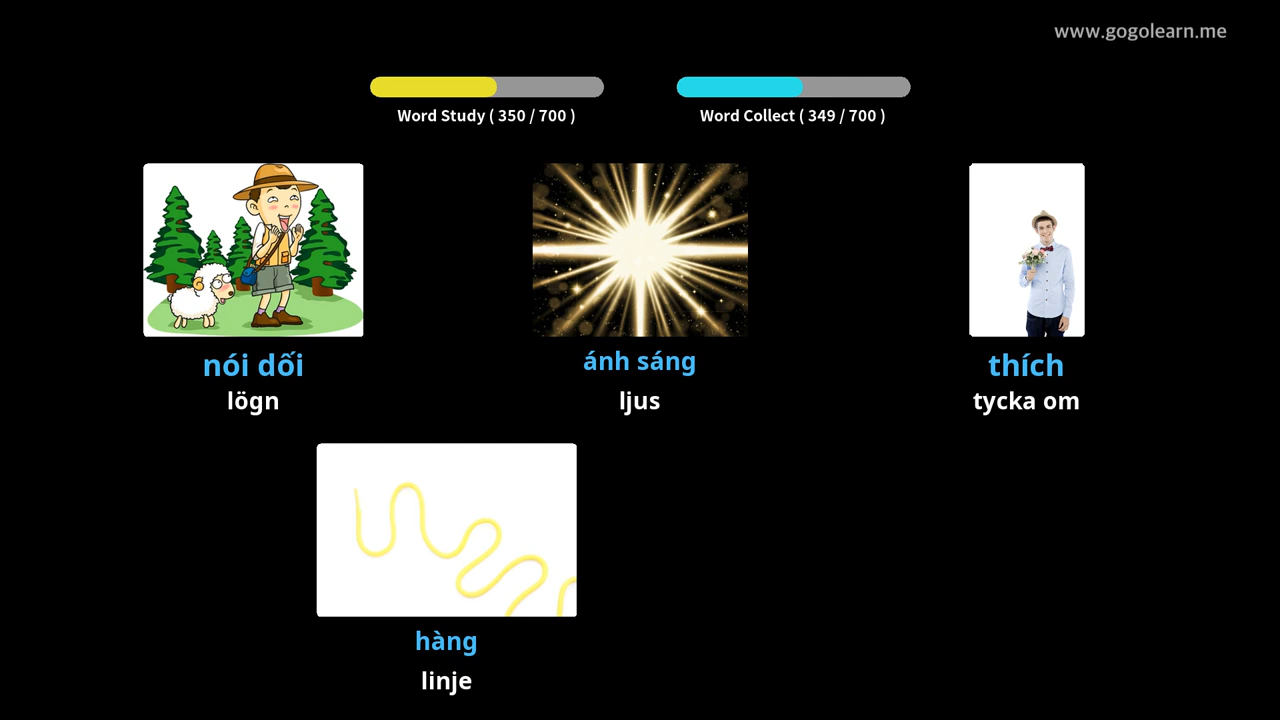 www.gogolearn.me
Word Study ( 350 / 700 )
Word Collect ( 349 / 700 )
nói dối
lögn
ánh sáng
ljus
thích
tycka om
hàng
linje